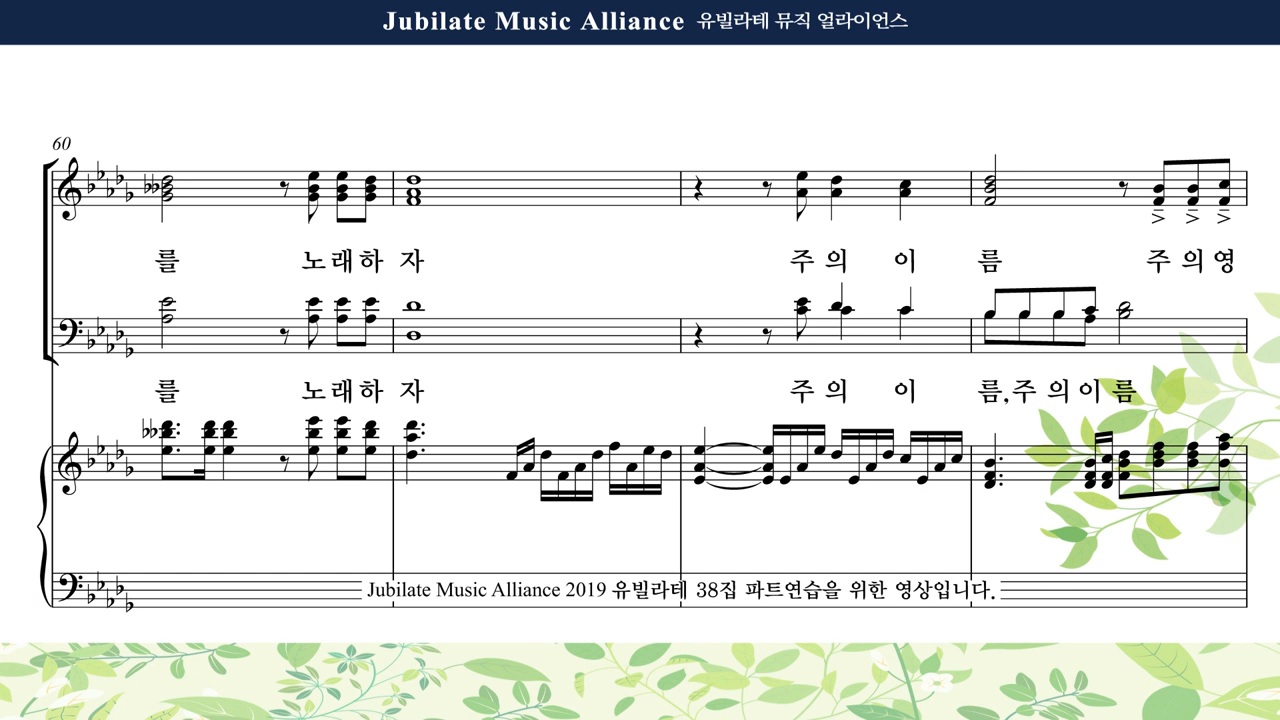 Jubilate Music Alliance 유빌라테 뮤직 얼라이언스
60
를 노래하 자 주의 이 름 주의영
를 노래하 자 주의 이 름,주 의이 름
Jubilate Music Alliance 2019 유빌라테 38집 파트연습을 위한 영상입니다.